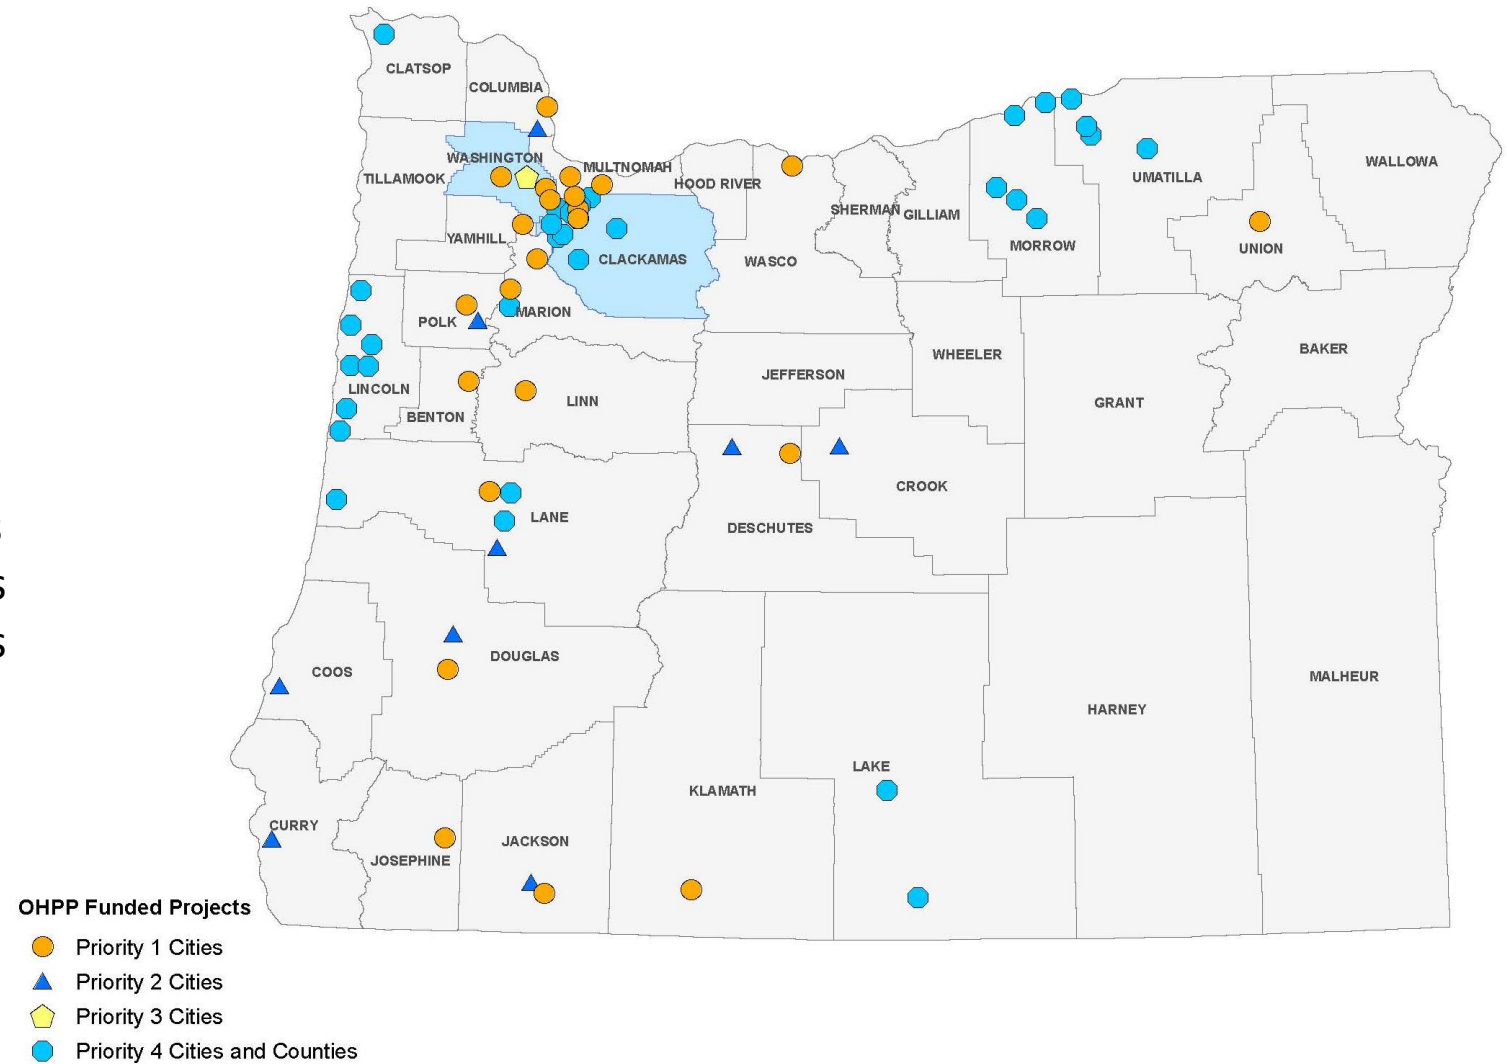 CLATSOP
COLUMBIA
WASHINGTON
MULTNOMAH
TILLAMOOK
HOOD RIVER
WALLOWA
UMATILLA
SHERMAN
GILLIAM
YAMHILL
MORROW
UNION
CLACKAMAS
WASCO
POLK
MARION
WHEELER
BAKER
JEFFERSON
LINCOLN
LINN
GRANT
BENTON
CROOK
LANE
DESCHUTES
S
S
DOUGLAS
COOS
MALHEUR
HARNEY
LAKE
KLAMATH
CURRY
JACKSON
JOSEPHINE
OHPP Funded Projects
Priority 1 Cities
Priority 2 Cities
Priority 3 Cities
Priority 4 Cities and Counties